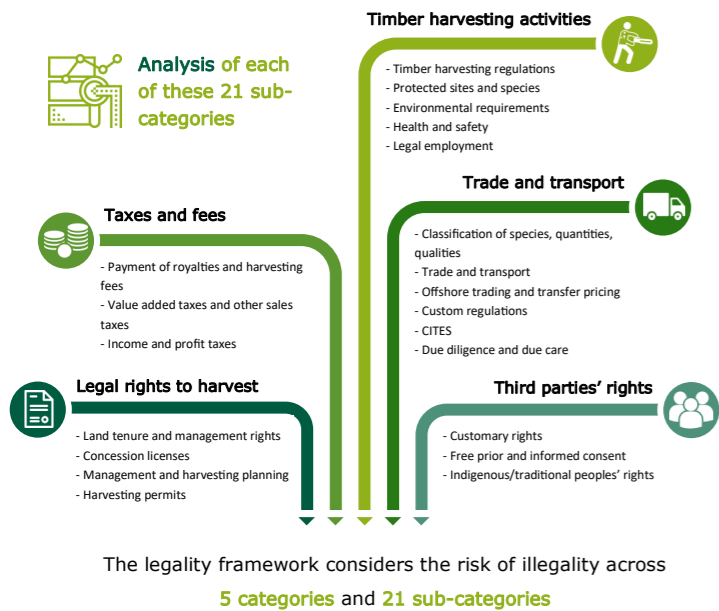 Analysis of each
of these 21 sub-
categories
Timber harvesting activities
- Timber harvesting regulations
- Protected sites and species
- Environmental requirements
- Health and safety
- Legal employment
Trade and transport
- Classification of species, quantities,
qualities
- Trade and transport
- Offshore trading and transfer pricing
- Custom regulations
- CITES
- Due diligence and due care
Taxes and fees
- Payment of royalties and harvesting
fees
- Value added taxes and other sales
taxes
- Income and profit taxes
Legal rights to harvest
- Land tenure and management rights
- Concession licenses
- Management and harvesting planning
- Harvesting permits
Third parties’ rights
- Customary rights
- Free prior and informed consent
- Indigenous/traditional peoples’ rights
The legality framework considers the risk of illegality across
5 categories and 21 sub-categories